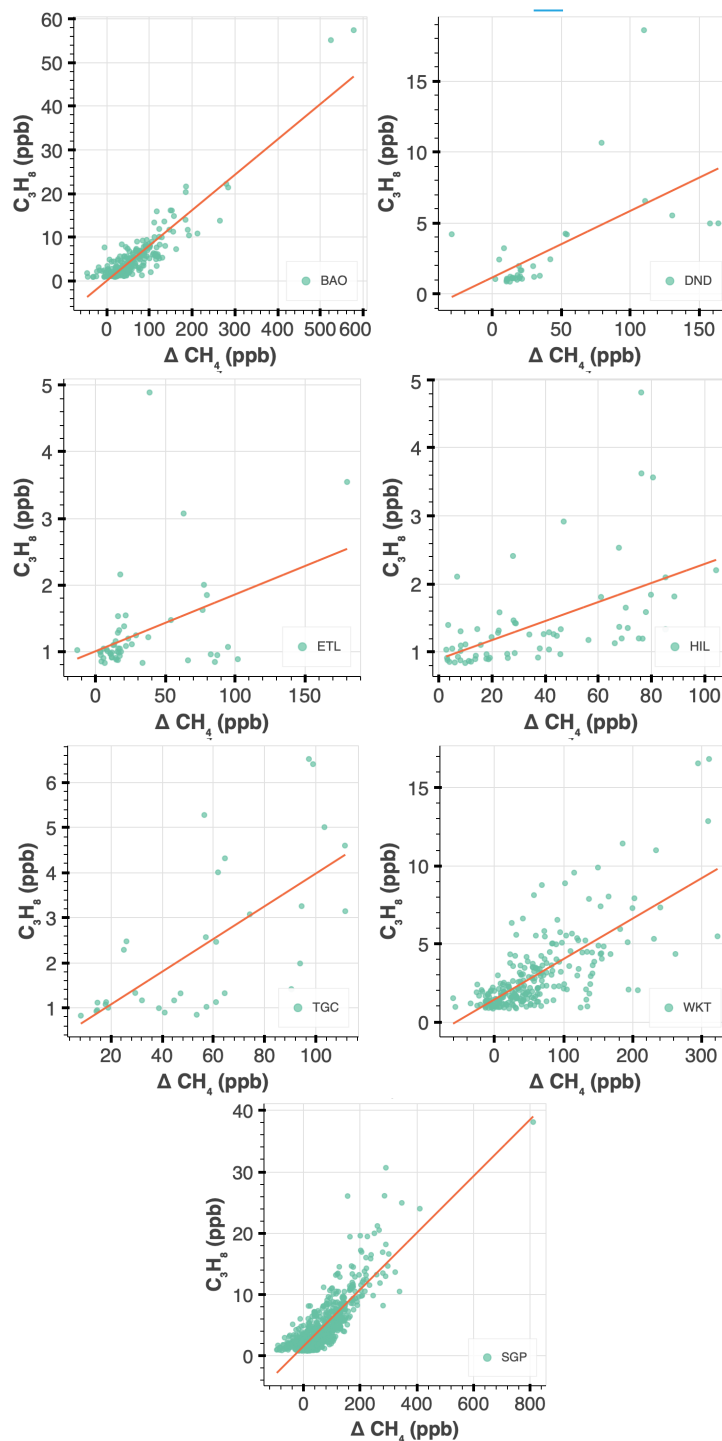 60
50
40
30
20
10
0
C₃H₈ (ppb)
BAO
0 100 200 300 500 600
Δ CH₄ (ppb)
15
10
5
0
C₃H₈ (ppb)
DND
0 50 100 150
Δ CH₄ (ppb)
5
4
3
2
1
C₃H₈ (ppb)
ETL
0 50 100 150
Δ CH₄ (ppb)
5
4
3
2
1
C₃H₈ (ppb)
HIL
0 20 40 60 80 100
Δ CH₄ (ppb)
6
5
4
3
2
1
C₃H₈ (ppb)
TGC
20 40 60 80 100
Δ CH₄ (ppb)
15
10
5
0
C₃H₈ (ppb)
WKT
0 100 200 300
Δ CH₄ (ppb)
40
30
20
10
0
C₃H₈ (ppb)
SGP
0 200 400 600 800
Δ CH₄ (ppb)